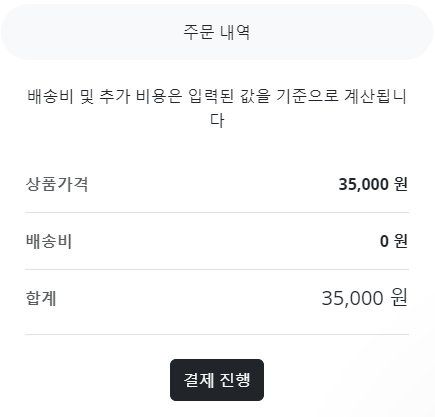 주문 내역
배송비 및 추가 비용은 입력된 값을 기준으로 계산됩니
다
상품가격 35,000 원
배송비 0 원
합계 35,000 원
결제 진행